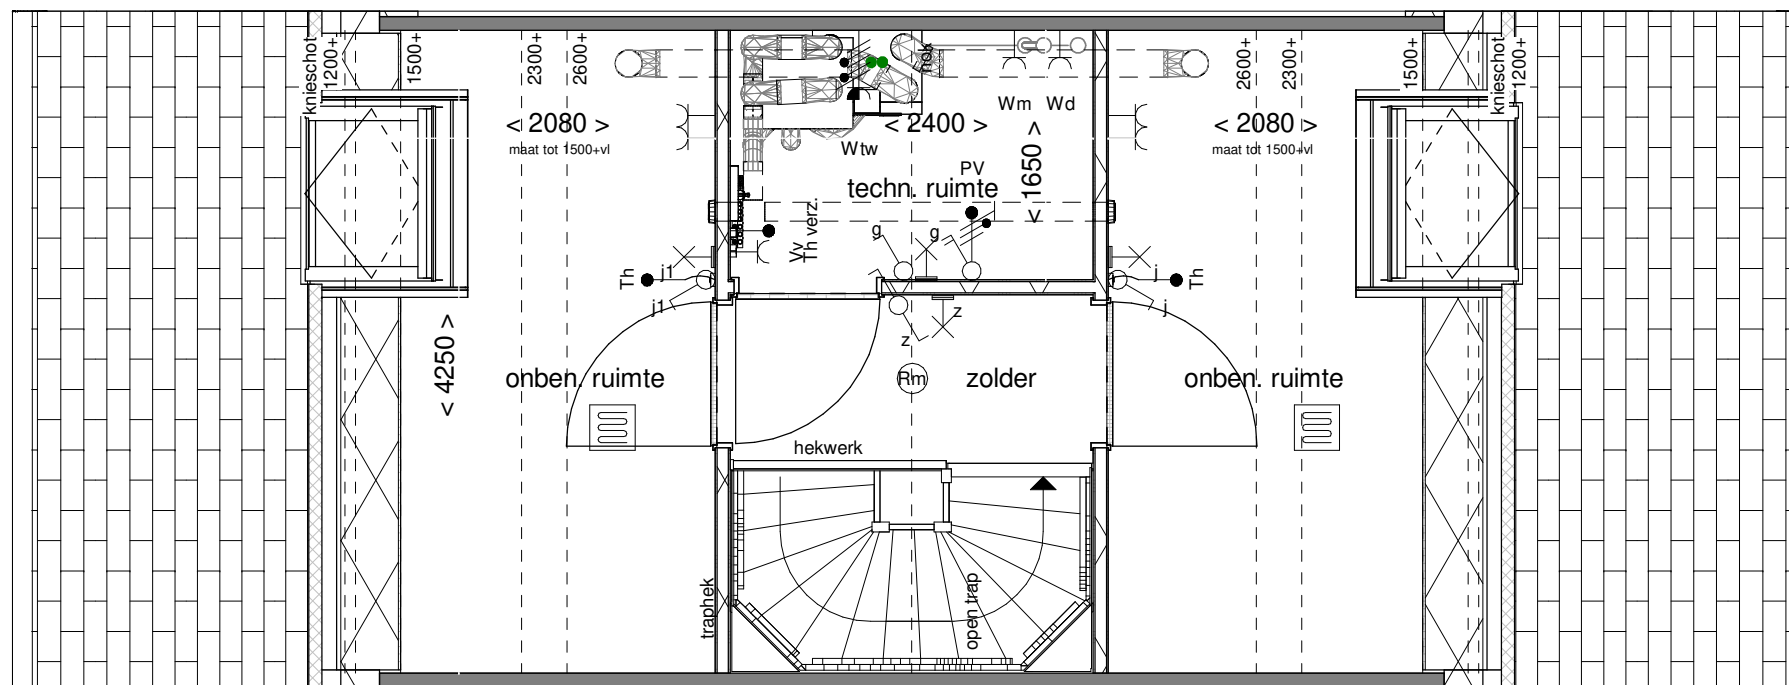 knieschot
1200+
1500+
2300+
2600+
2600+
2300+
1500+
knieschot
1200+
< 2080 >
maat tot 1500+vl
Wtw
< 2400 >
Wm
Wd
< 1650 >
< 2080 >
maat tot 1500+vl
PV
techn. ruimte
Vv
Th verz.
g
g
Th
j1
j1
j
j
Th
z
z
< 4250 >
onben. ruimte
Rm
zolder
onben. ruimte
hekwerk
traphek
open trap